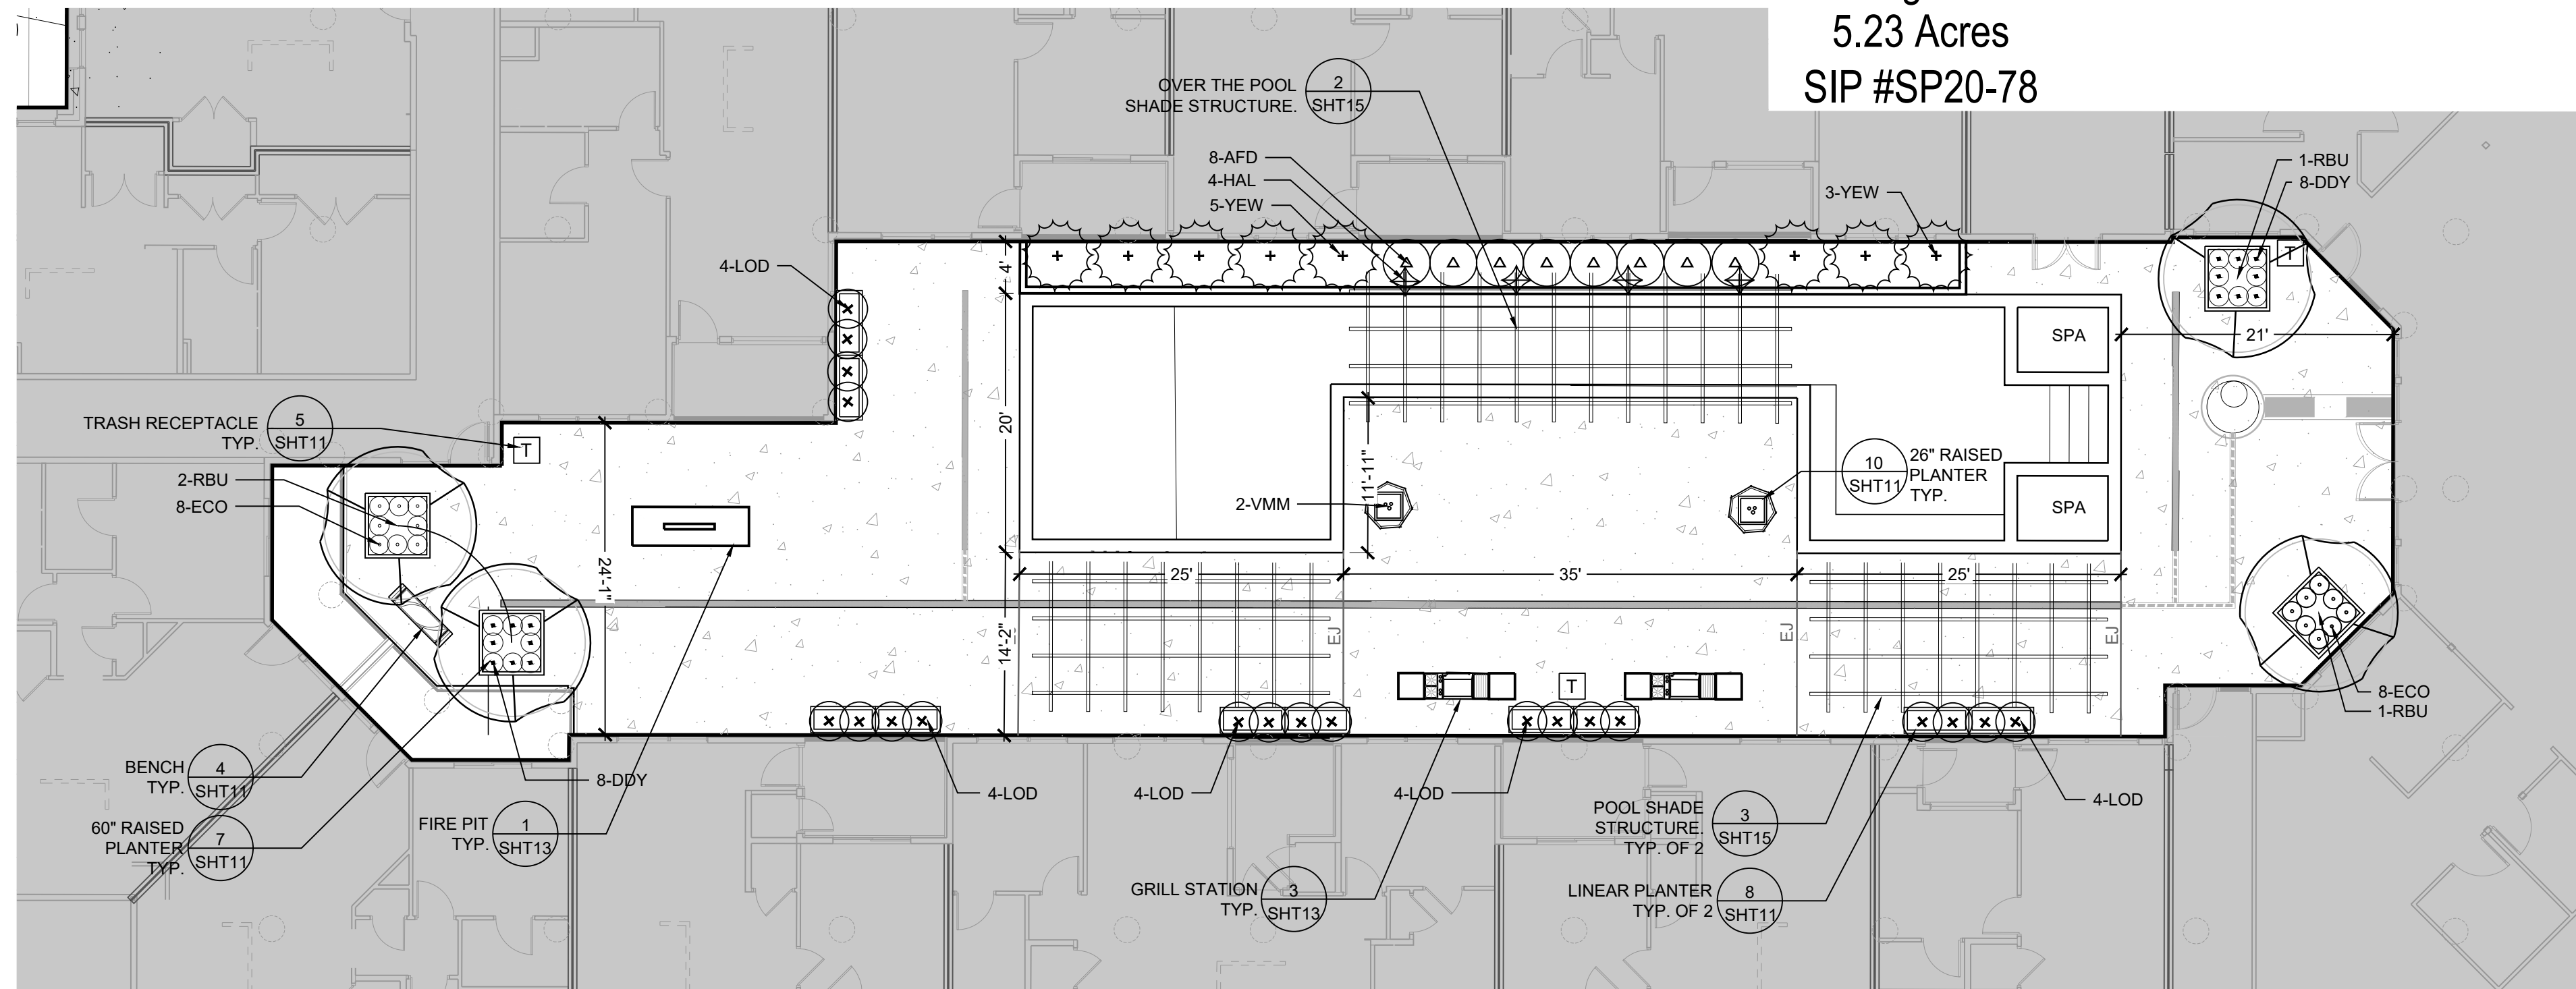 5.23 Acres
SIP #SP20-78
OVER THE POOL
SHADE STRUCTURE.
2
SHT15
8-AFD
4-HAL
5-YEW
3-YEW
1-RBU
8-DDY
T
4-LOD
4'
20'
SPA
21'
TRASH RECEPTACLE
TYP.
5
SHT11
T
2-RBU
8-ECO
24'-1"
11'-11"
2-VMM
10
SHT11
26" RAISED
PLANTER
TYP.
SPA
25'
35'
25'
14'-2"
EJ
EJ
EJ
T
8-ECO
1-RBU
BENCH
TYP.
4
SHT11
8-DDY
60" RAISED
PLANTER
TYP.
7
SHT11
FIRE PIT
TYP.
1
SHT13
4-LOD
4-LOD
4-LOD
4-LOD
POOL SHADE
STRUCTURE.
TYP. OF 2
3
SHT15
GRILL STATION
TYP.
3
SHT13
LINEAR PLANTER
TYP. OF 2
8
SHT11